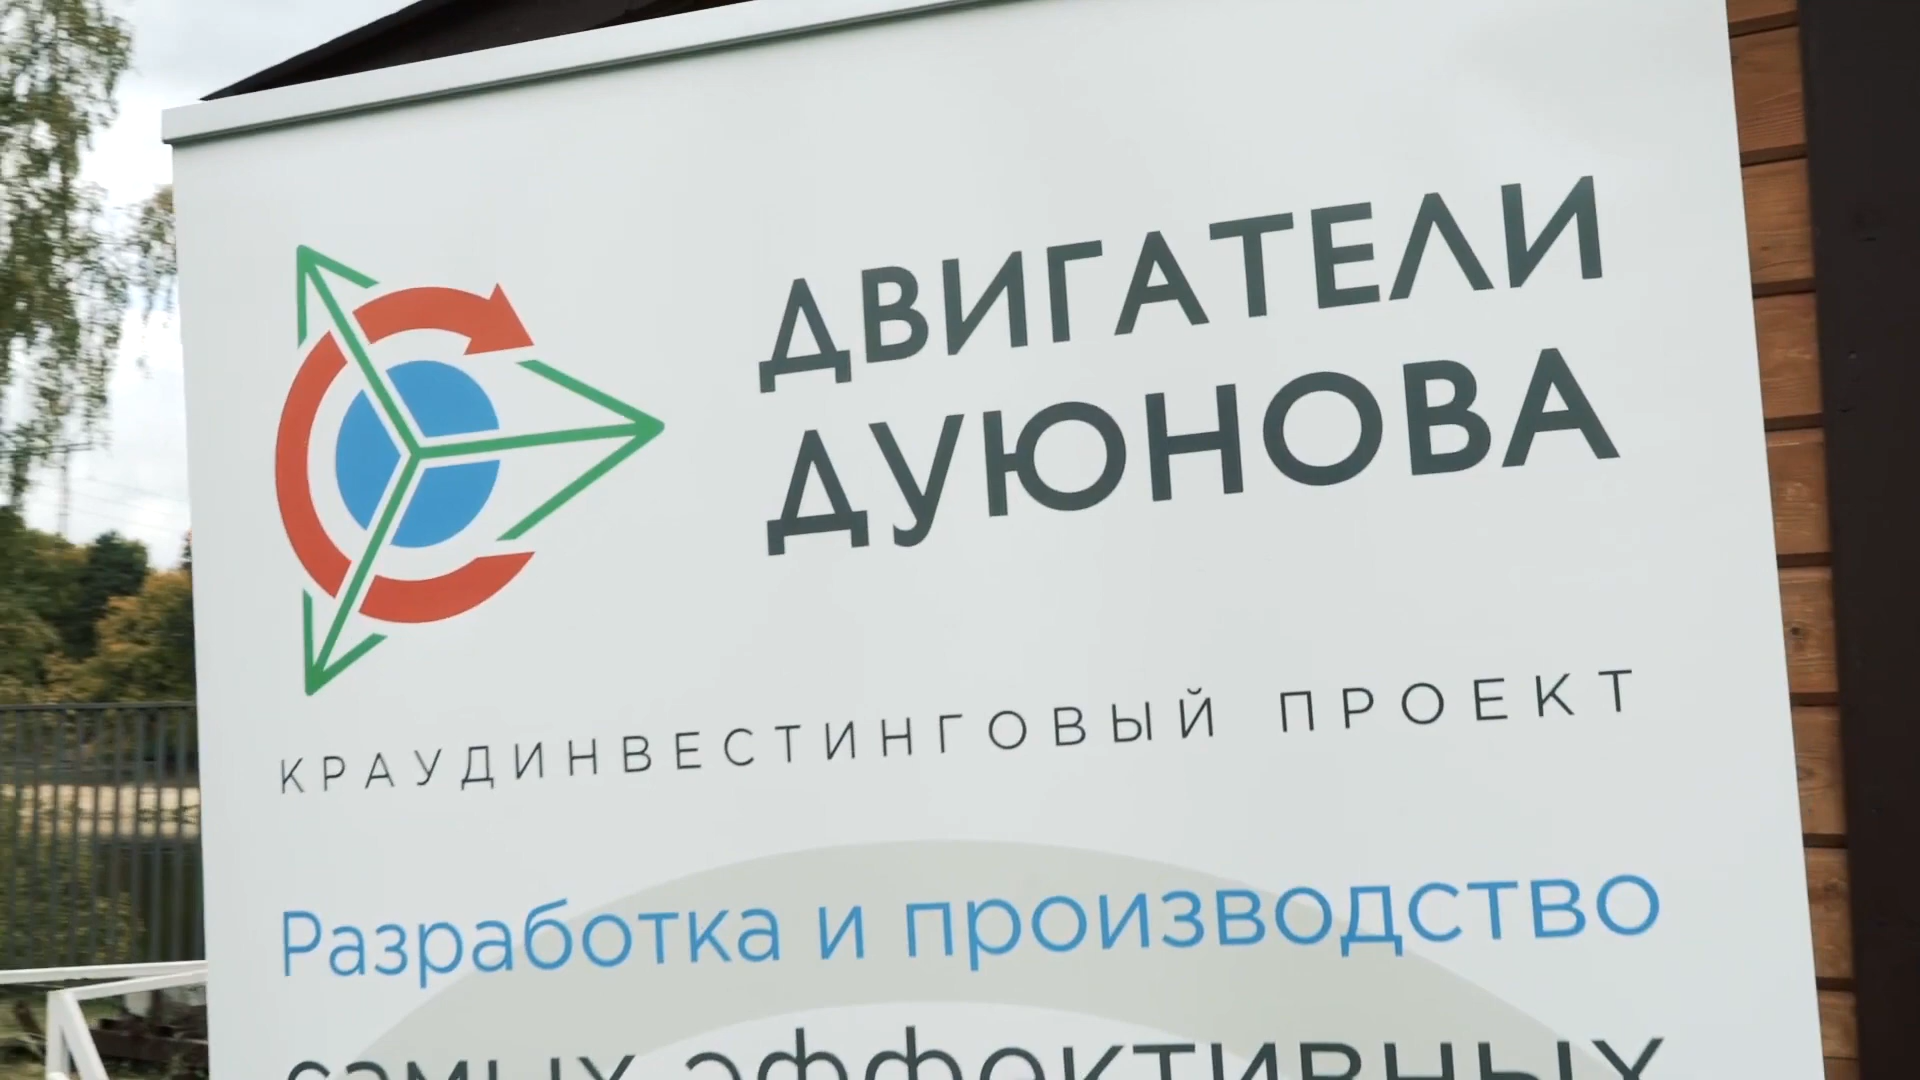 ДВИГАТЕЛИ
ДУЮНОВА
КРАУДИНВЕСТИНГОВЫЙ ПРОЕКТ
Разработка и производство
самых эффективных